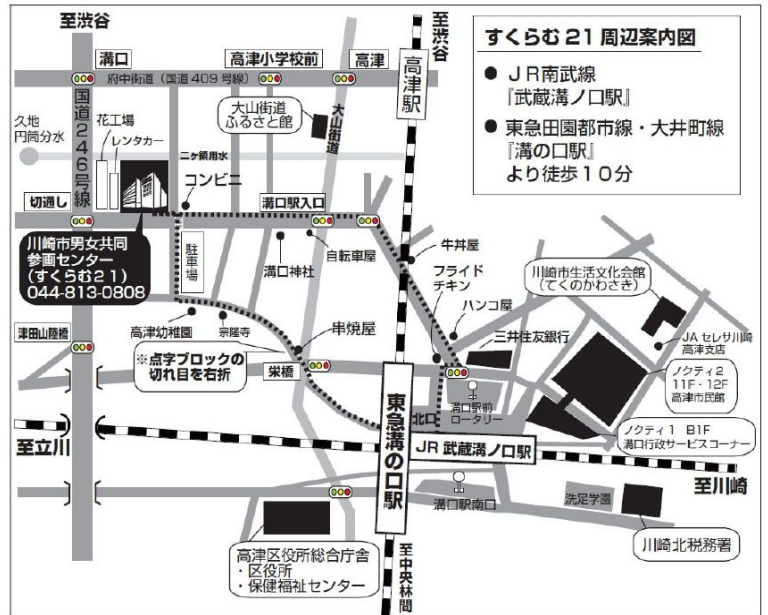 至渋谷
溝口
高津小学校前
高津
至渋谷
府中街道(国道409号線)
高津駅
すくらむ21周辺案内図
● JR南武線
『武蔵溝ノ口駅』
● 東急田園都市線・大井町線
『溝の口駅』
より徒歩10分
久地
円筒分水
国道246号線
花工場
レンタカー
大山街道
ふるさと館
大山街道
二ヶ領用水
コンビニ
切通し
溝口駅入口
川崎市男女共同
参画センター
(すくらむ21)
044-813-0808
駐車場
溝口神社
自転車屋
牛丼屋
フライド
チキン
ハンコ屋
川崎市生活文化会館
(てくのかわさき)
三井住友銀行
JA セレサ川崎
高津支店
津田山陸橋
高津幼稚園
宗隆寺
串焼屋
※点字ブロックの
切れ目を右折
栄橋
ノクティ2
11F・12F
高津市民館
北口
溝口駅前
ロータリー
ノクティ1 B1F
溝口行政サービスコーナー
東急溝の口駅
JR 武蔵溝ノ口駅
至立川
至川崎
溝口駅南口
洗足学園
川崎北税務署
高津区役所総合庁舎
・区役所
・保健福祉センター
至中央林間